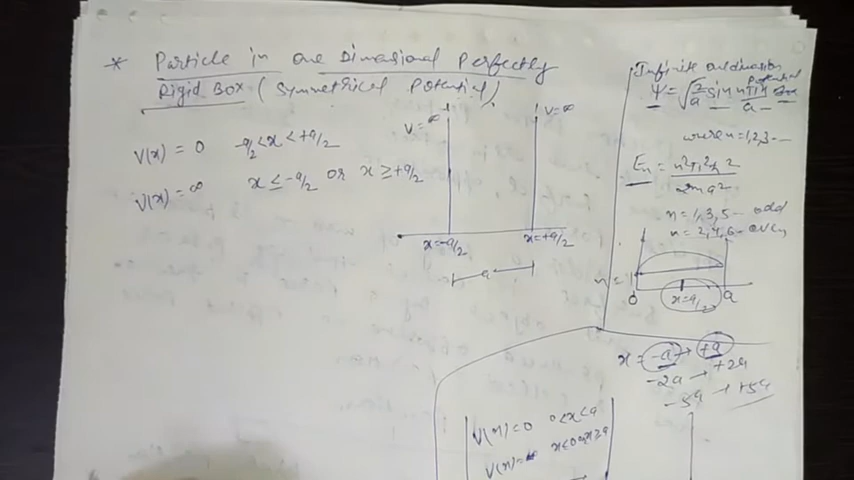 * Particle in one Dimensional Perfectly
Rigid Box (Symmetrical Potential)
V(x) = 0 -a/2 < x < +a/2
V(x) = ∞ x ≤ -a/2 or x ≥ +a/2
V=∞
V=∞
x=-a/2
x=+a/2
a
Potential
ψ = √2/a sin nπx/a
where n=1,2,3---
En = n²π²ħ²/2ma²
n=1,3,5- odd
n=2,4,6- even
n=1
0
x=a/2
a
x = -a → +a
-2a → +2a
-5a → +5a
V(x)=0 0<x<a
V(x)=∞